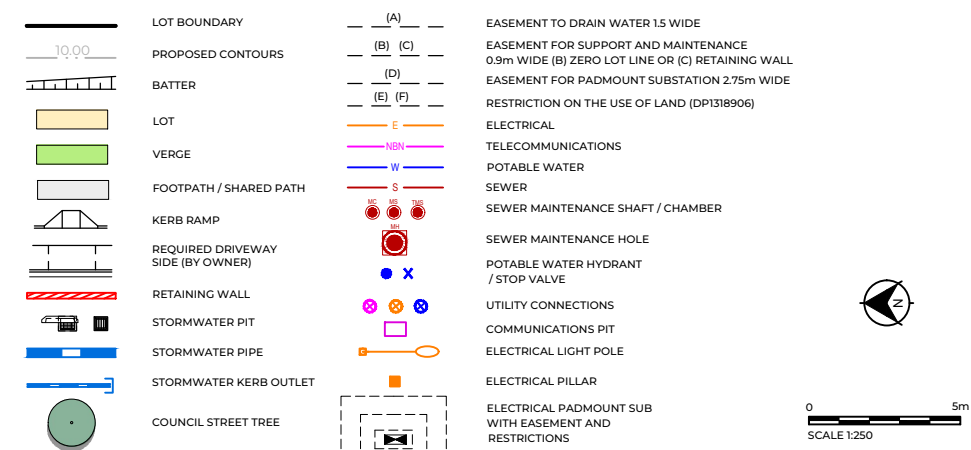 LOT BOUNDARY
10.00
PROPOSED CONTOURS
BATTER
LOT
VERGE
FOOTPATH / SHARED PATH
KERB RAMP
REQUIRED DRIVEWAY
SIDE (BY OWNER)
RETAINING WALL
STORMWATER PIT
STORMWATER PIPE
STORMWATER KERB OUTLET
COUNCIL STREET TREE
(A)
EASEMENT TO DRAIN WATER 1.5 WIDE
(B) (C)
EASEMENT FOR SUPPORT AND MAINTENANCE
0.9m WIDE (B) ZERO LOT LINE OR (C) RETAINING WALL
(D)
EASEMENT FOR PADMOUNT SUBSTATION 2.75m WIDE
(E) (F)
RESTRICTION ON THE USE OF LAND (DP1318906)
E
ELECTRICAL
NBN
TELECOMMUNICATIONS
W
POTABLE WATER
S
SEWER
MC MS TMS
SEWER MAINTENANCE SHAFT / CHAMBER
MH
SEWER MAINTENANCE HOLE
POTABLE WATER HYDRANT
/ STOP VALVE
UTILITY CONNECTIONS
COMMUNICATIONS PIT
ELECTRICAL LIGHT POLE
ELECTRICAL PILLAR
ELECTRICAL PADMOUNT SUB
WITH EASEMENT AND
RESTRICTIONS
N
0 5m
SCALE 1:250